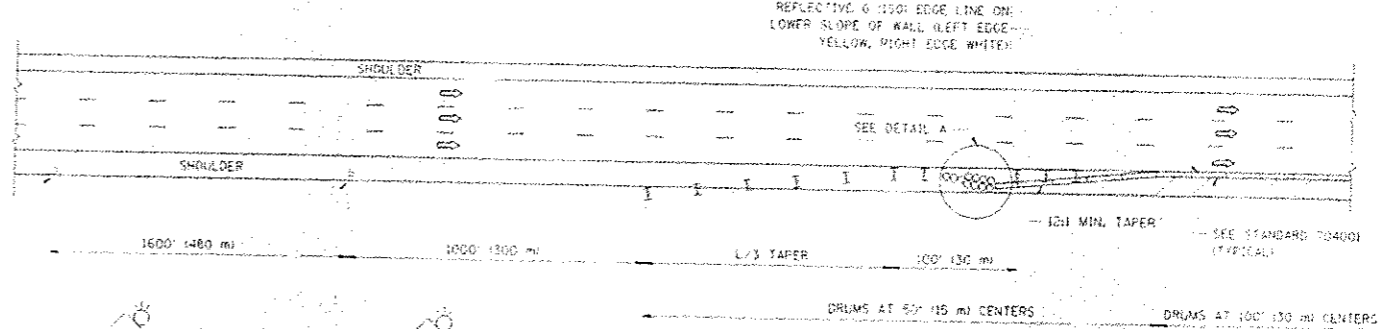 REFLECTIVE 6 (150) EDGE LINE ON
LOWER SLOPE OF WALL (LEFT EDGE
YELLOW, RIGHT EDGE WHITE)
SHOULDER
SEE DETAIL A
SHOULDER
12:1 MIN. TAPER
SEE STANDARD 704001
(TYPICAL)
1600' (480 m)
1000' (300 m)
L/3 TAPER
100' (30 m)
DRUMS AT 50' (15 m) CENTERS
DRUMS AT 100' (30 m) CENTERS